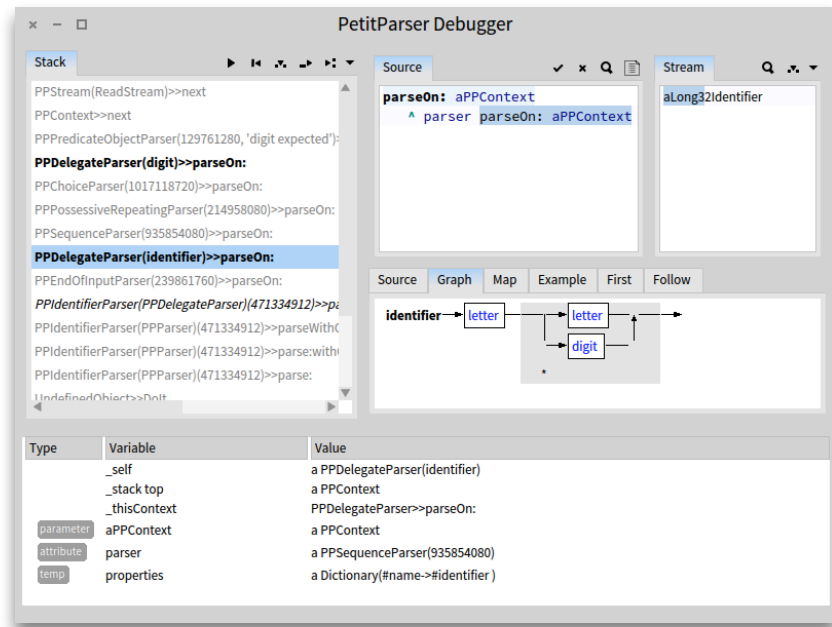 PetitParser Debugger
Stack
PPStream(ReadStream)>>next
PPContext>>next
PPPredicateObjectParser(129761280, 'digit expected')>
PPDelegateParser(digit)>>parseOn:
PPChoiceParser(1017118720)>>parseOn:
PPPossessiveRepeatingParser(214958080)>>parseOn:
PPSequenceParser(935854080)>>parseOn:
PPDelegateParser(identifier)>>parseOn:
PPEndOfInputParser(239861760)>>parseOn:
PPIdentifierParser(PPDelegateParser)(471334912)>>pa
PPIdentifierParser(PPParser)(471334912)>>parseWithC
PPIdentifierParser(PPParser)(471334912)>>parse:with
PPIdentifierParser(PPParser)(471334912)>>parse:
UndefinedObject>>DoIt
Source
parseOn: aPPContext
^ parser parseOn: aPPContext
Stream
aLong32Identifier
Source Graph Map Example First Follow
identifier letter letter
digit
*
Type Variable Value
_self a PPDelegateParser(identifier)
_stack top a PPContext
_thisContext PPDelegateParser>>parseOn:
parameter aPPContext a PPContext
attribute parser a PPSequenceParser(935854080)
temp properties a Dictionary(#name->#identifier )